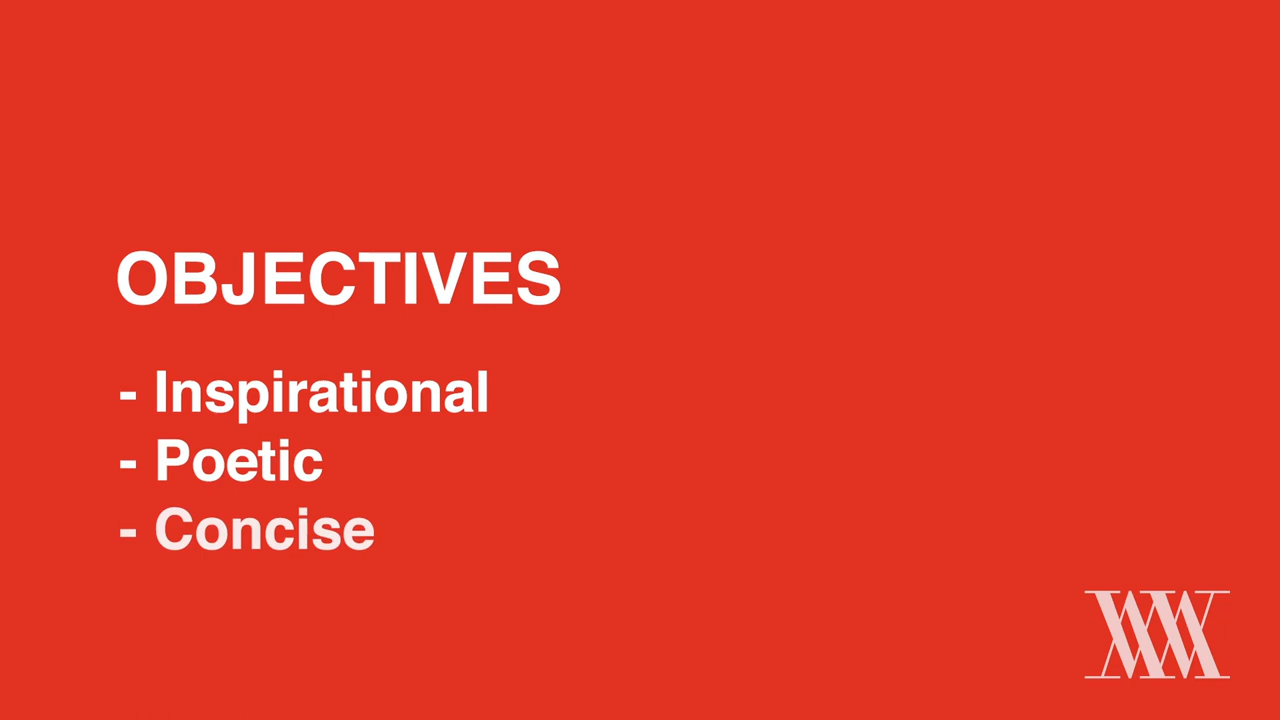 OBJECTIVES
- Inspirational
- Poetic
- Concise